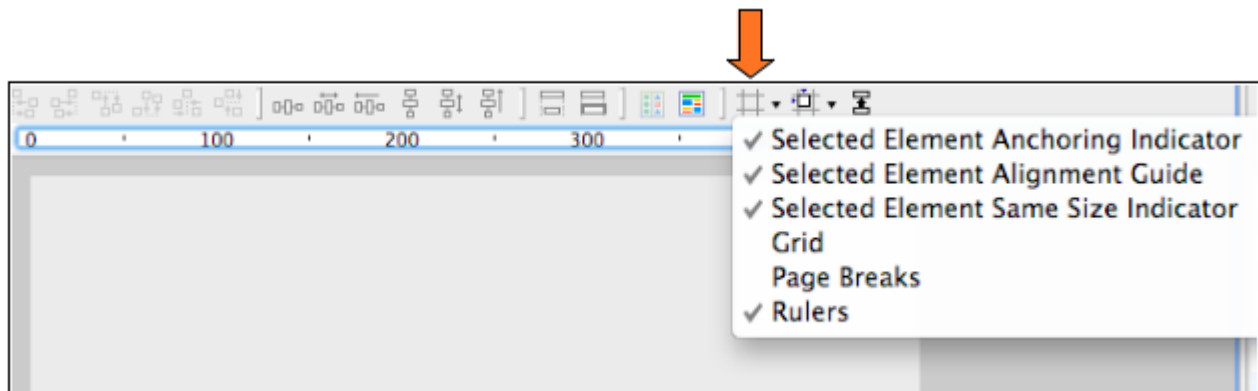 0 100 200 300
Selected Element Anchoring Indicator
Selected Element Alignment Guide
Selected Element Same Size Indicator
Grid
Page Breaks
Rulers